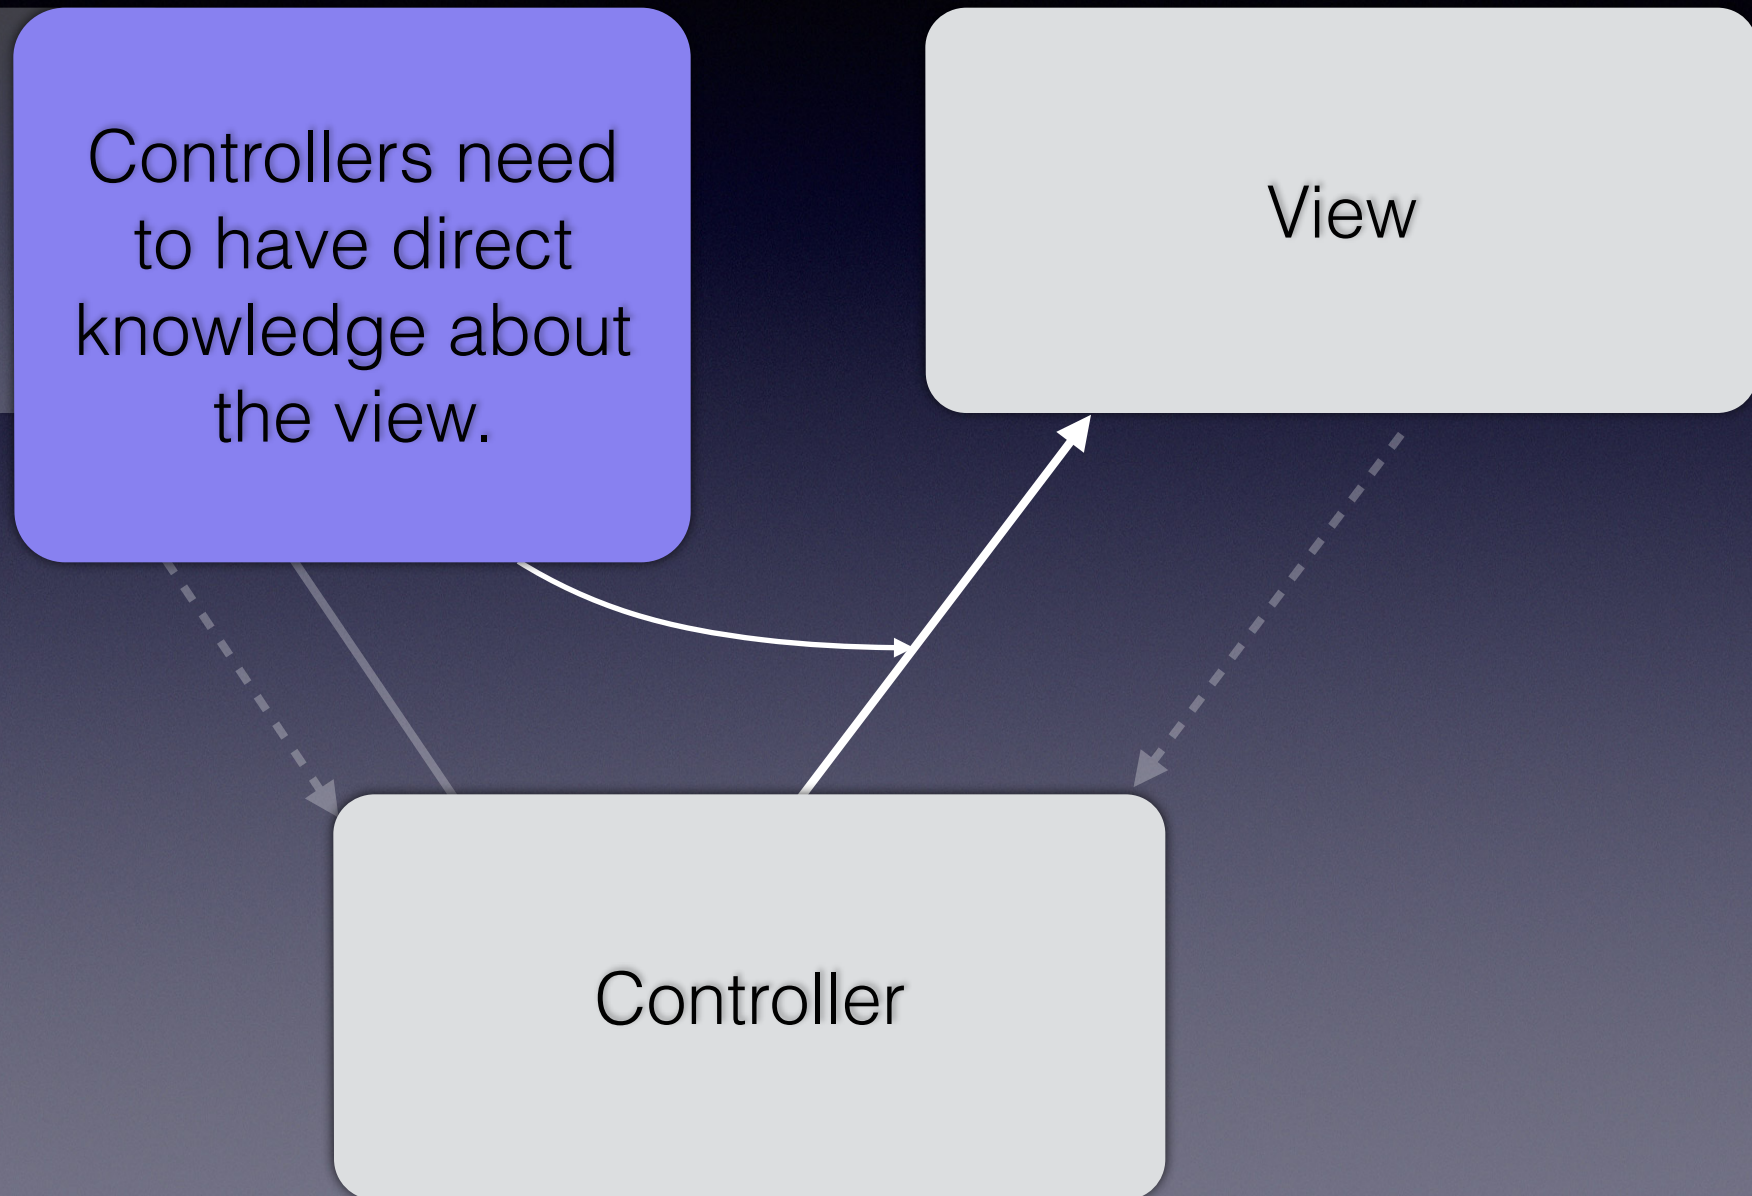 Controllers need
to have direct
knowledge about
the view.
View
Controller